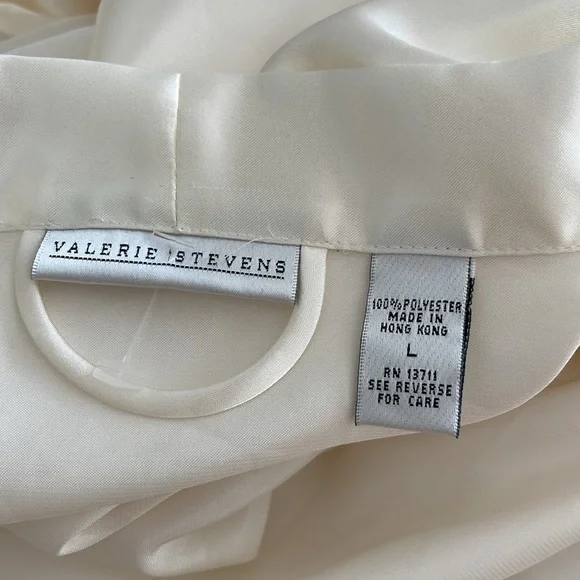 VALERIE STEVENS
100% POLYESTER
MADE IN
HONG KONG
L
RN 13711
SEE REVERSE
FOR CARE